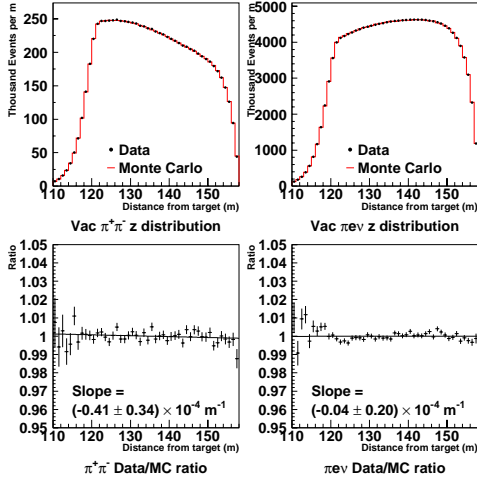 Thousand Events per m
250
200
150
100
50
0
Data
Monte Carlo
110 120 130 140 150
Distance from target (m)
Vac π⁺π⁻ z distribution
Thousand Events per m
5000
4000
3000
2000
1000
0
Data
Monte Carlo
110 120 130 140 150
Distance from target (m)
Vac πeν z distribution
Ratio
1.05
1.04
1.03
1.02
1.01
1
0.99
0.98
0.97
0.96
0.95
Slope =
(-0.41 ± 0.34) × 10⁻⁴ m⁻¹
110 120 130 140 150
Distance from target (m)
π⁺π⁻ Data/MC ratio
Ratio
1.05
1.04
1.03
1.02
1.01
1
0.99
0.98
0.97
0.96
0.95
Slope =
(-0.04 ± 0.20) × 10⁻⁴ m⁻¹
110 120 130 140 150
Distance from target (m)
πeν Data/MC ratio